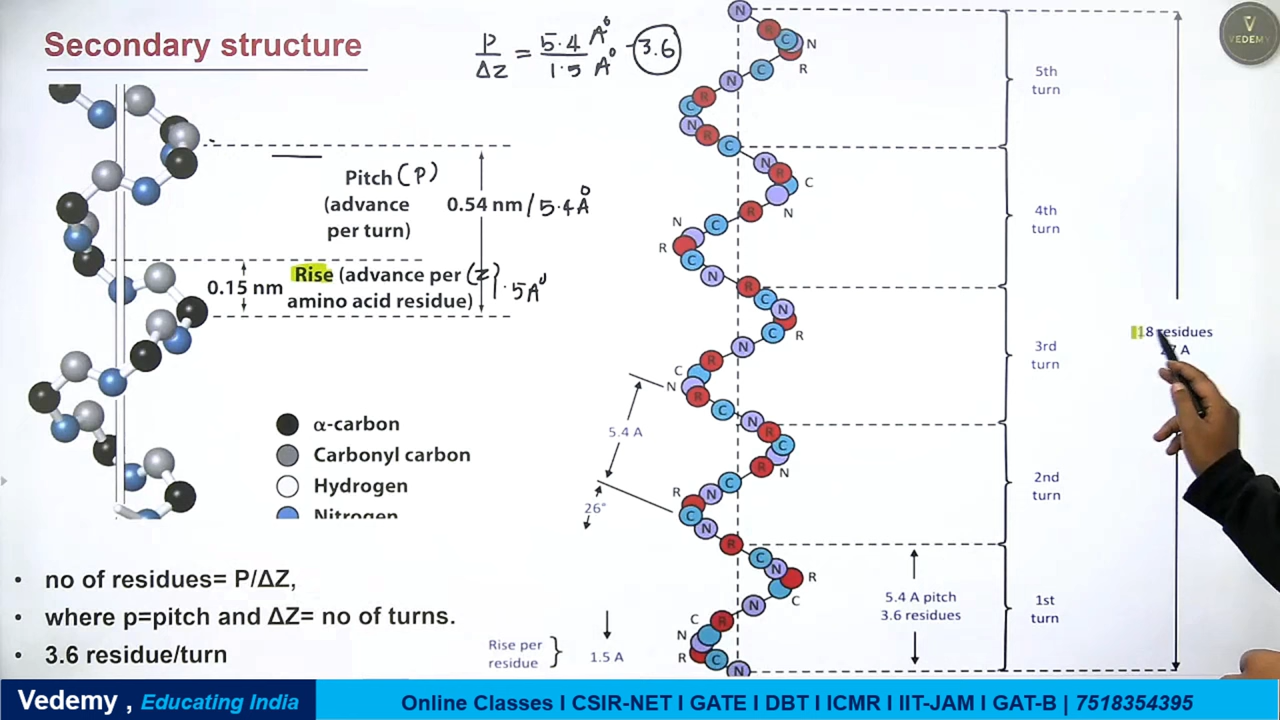 Secondary structure
P/ΔZ = 5.4 A°/1.5 A° - 3.6
Pitch (P)
(advance
per turn)
0.54 nm / 5.4 A°
Rise (advance per (Z)
amino acid residue)
0.15 nm
1.5A°
α-carbon
Carbonyl carbon
Hydrogen
Nitrogen
• no of residues= P/ΔZ,
• where p=pitch and ΔZ= no of turns.
• 3.6 residue/turn
N
R
C
N
R
C
N
R
C
N
R
C
5th
turn
N
R
C
N
R
C
N
R
C
N
4th
turn
R
C
N
R
C
N
R
C
N
R
C
3rd
turn
5.4 A
26°
N
R
C
N
R
C
N
R
C
N
2nd
turn
R
C
N
R
C
N
R
C
N
R
C
N
1st
turn
5.4 A pitch
3.6 residues
Rise per
residue
1.5 A
18 residues
A
V
VEDEMY
Vedemy , Educating India
Online Classes I CSIR-NET I GATE I DBT I ICMR I IIT-JAM I GAT-B | 7518354395